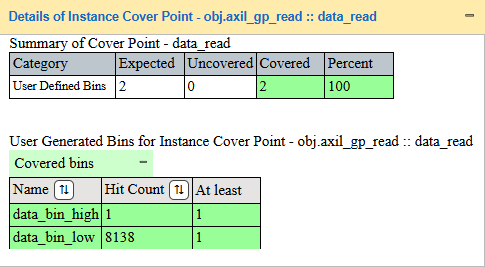 Details of Instance Cover Point - obj.axil_gp_read :: data_read
Summary of Cover Point - data_read
Category Expected Uncovered Covered Percent
User Defined Bins 2 0 2 100
User Generated Bins for Instance Cover Point - obj.axil_gp_read :: data_read
Covered bins
Name Hit Count At least
data_bin_high 1 1
data_bin_low 8138 1